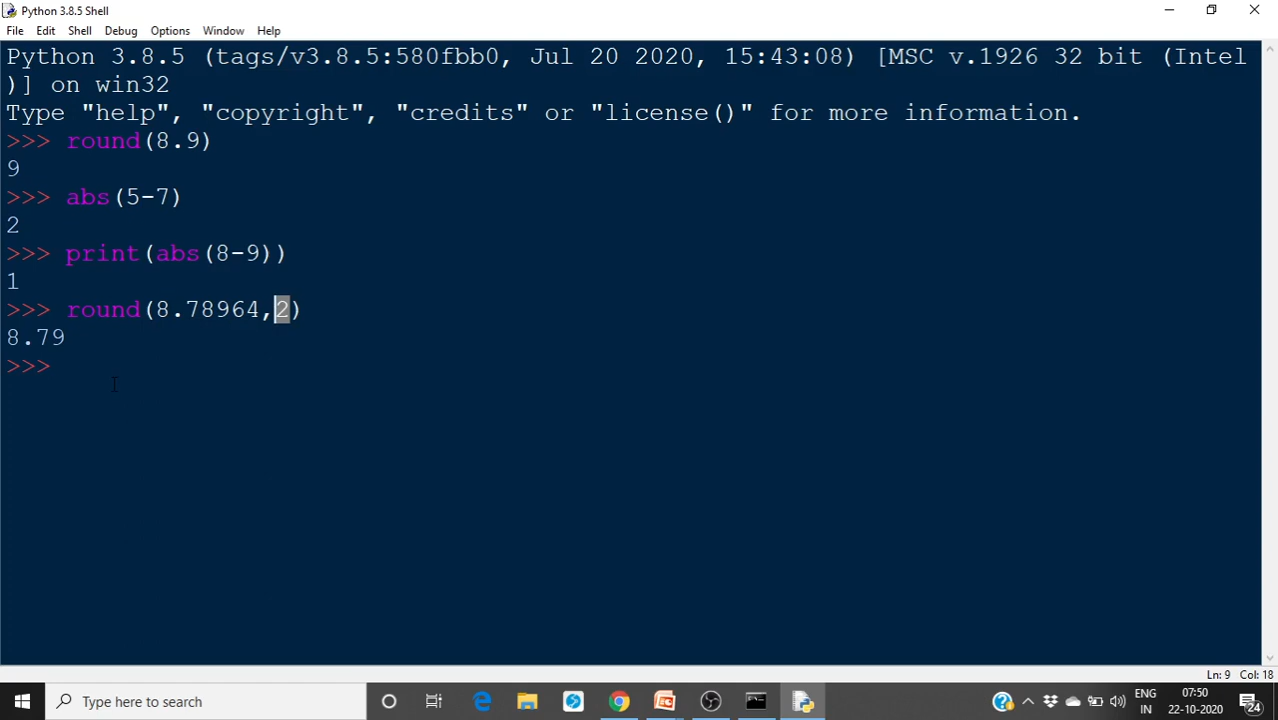 Python 3.8.5 Shell
File Edit Shell Debug Options Window Help
Python 3.8.5 (tags/v3.8.5:580fbb0, Jul 20 2020, 15:43:08) [MSC v.1926 32 bit (Intel
)] on win32
Type "help", "copyright", "credits" or "license()" for more information.
>>> round(8.9)
9
>>> abs(5-7)
2
>>> print(abs(8-9))
1
>>> round(8.78964,2)
8.79
>>>
Ln: 9 Col: 18
Type here to search
ENG
IN
07:50
22-10-2020
24